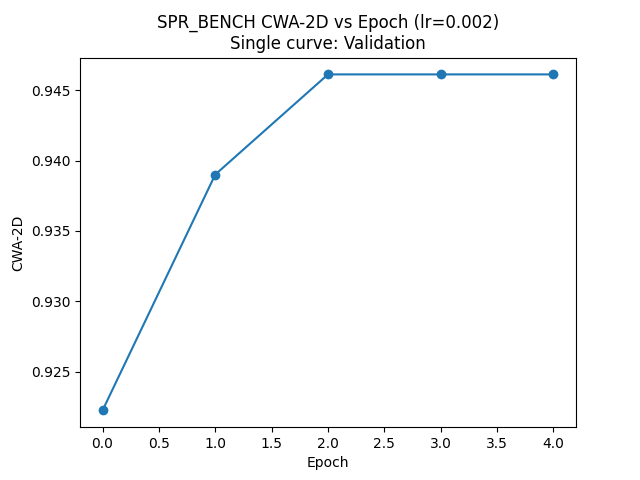 SPR_BENCH CWA-2D vs Epoch (lr=0.002)
Single curve: Validation
CWA-2D
0.945
0.940
0.935
0.930
0.925
0.0 0.5 1.0 1.5 2.0 2.5 3.0 3.5 4.0
Epoch